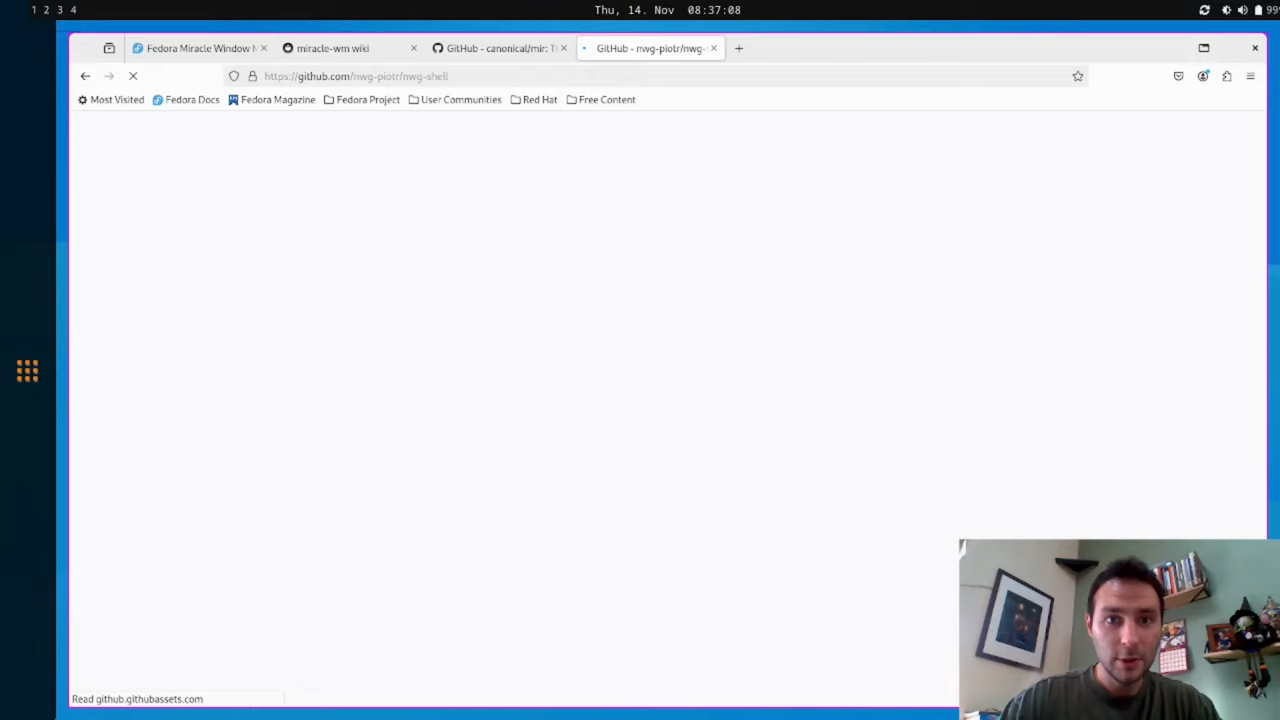 1 2 3 4
Thu, 14. Nov 08:37:08
99
Fedora Miracle Window M
miracle-wm wiki
GitHub - canonical/mir: T
GitHub - nwg-piotr/nwg-
https://github.com/nwg-piotr/nwg-shell
Most Visited
Fedora Docs
Fedora Magazine
Fedora Project
User Communities
Red Hat
Free Content
Read github.githubassets.com